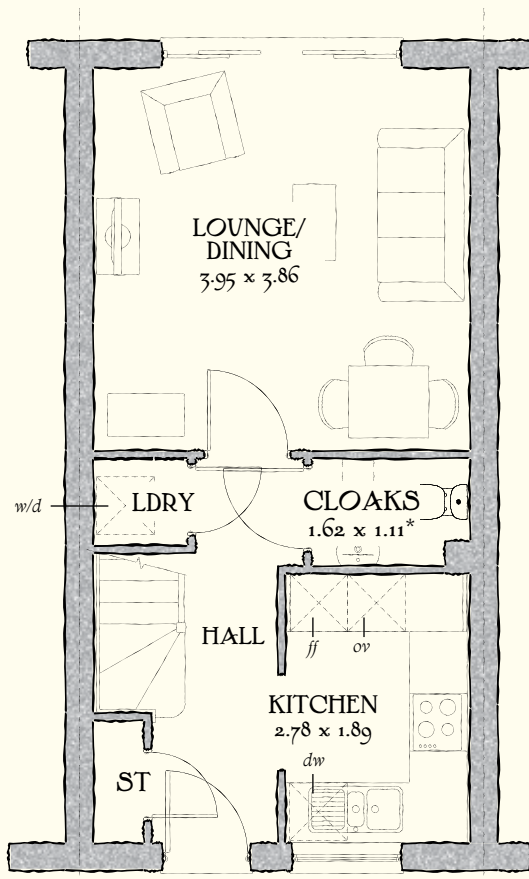 LOUNGE/
DINING
3.95 x 3.86
w/d
LDRY
CLOAKS
1.62 x 1.11*
HALL
ff
ov
KITCHEN
2.78 x 1.89
dw
ST